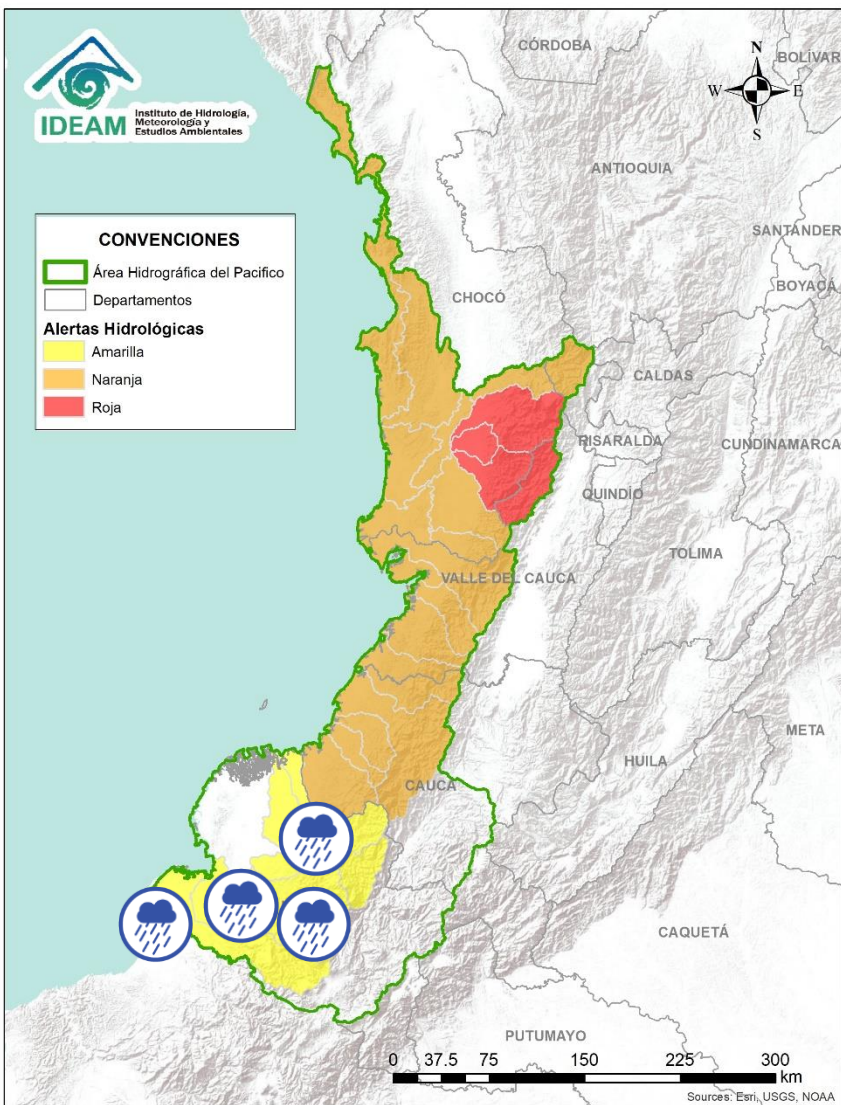 IDEAM
Instituto de Hidrología,
Meteorología y
Estudios Ambientales
CÓRDOBA
BOLÍVAR
N
W
E
S
ANTIOQUIA
SANTANDER
BOYACÁ
CONVENCIONES
Área Hidrográfica del Pacifico
Departamentos
Alertas Hidrológicas
Amarilla
Naranja
Roja
CHOCÓ
CALDAS
RISARALDA
CUNDINAMARCA
QUINDÍO
TOLIMA
VALLE DEL CAUCA
META
HUILA
CAUCA
CAQUETÁ
PUTUMAYO
0 37.5 75 150 225 300
km
Sources: Esri, USGS, NOAA